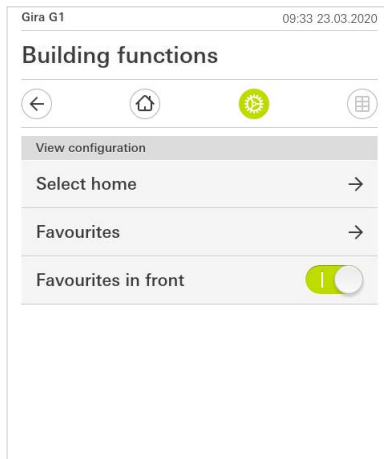 Gira G1 09:33 23.03.2020
Building functions
View configuration
Select home
Favourites
Favourites in front